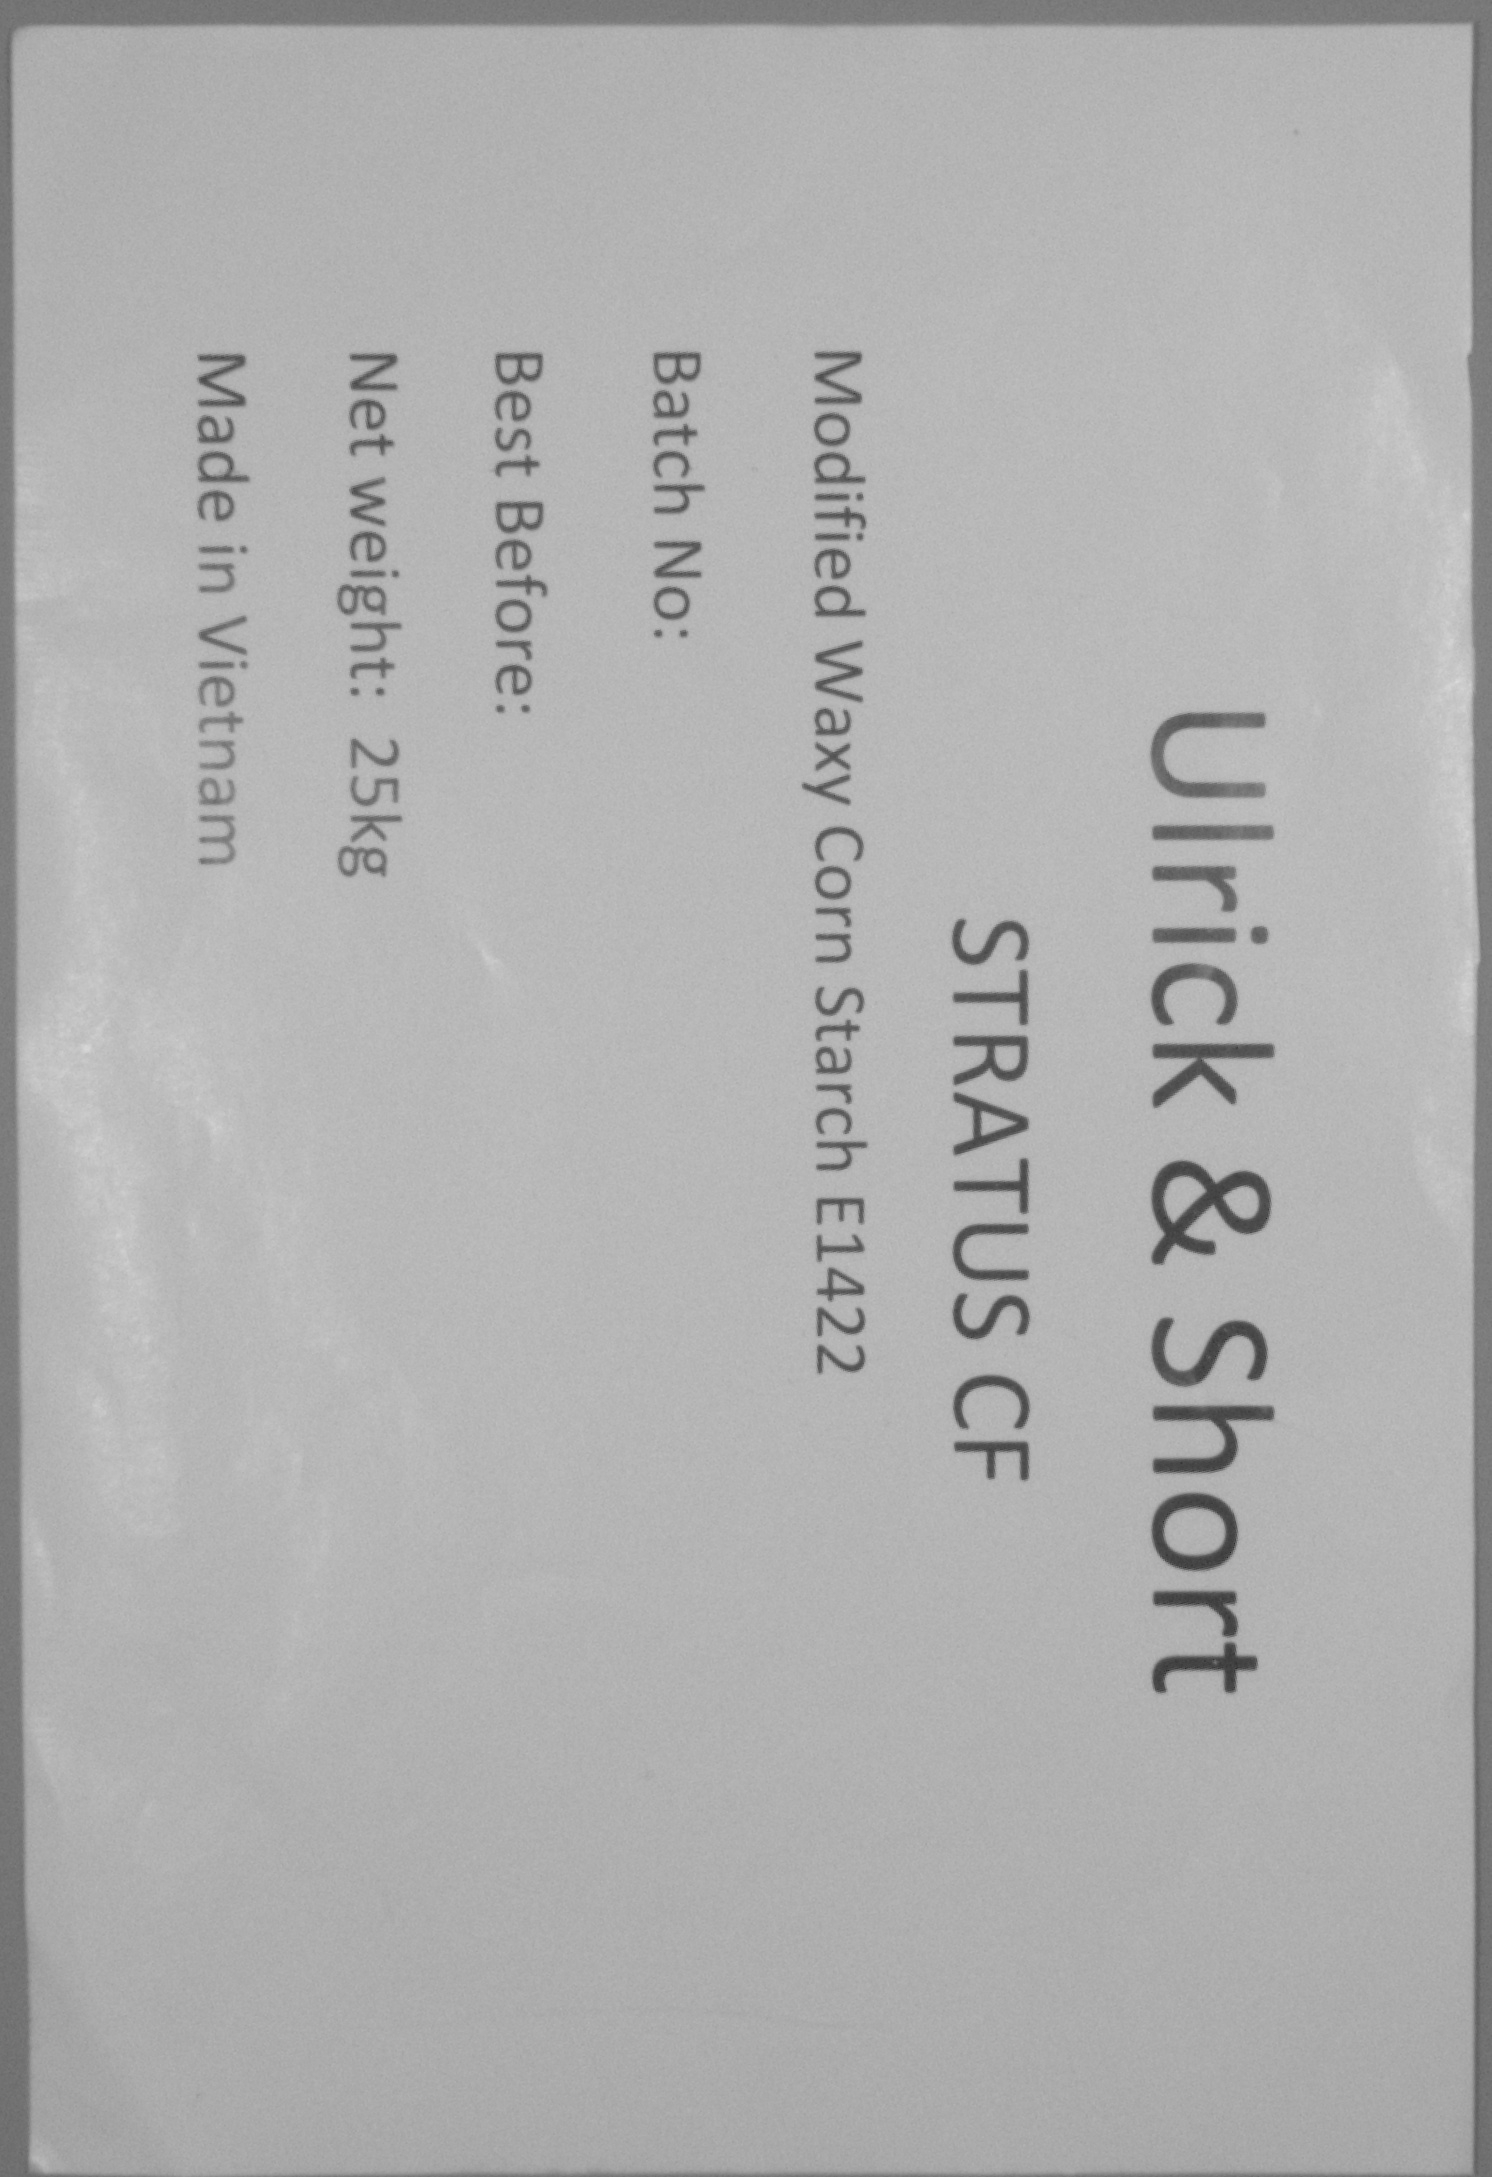 Ulrick & Short
STRATUS CF
Modified Waxy Corn Starch E1422
Batch No:
Best Before:
Net weight:  25kg
Made in Vietnam